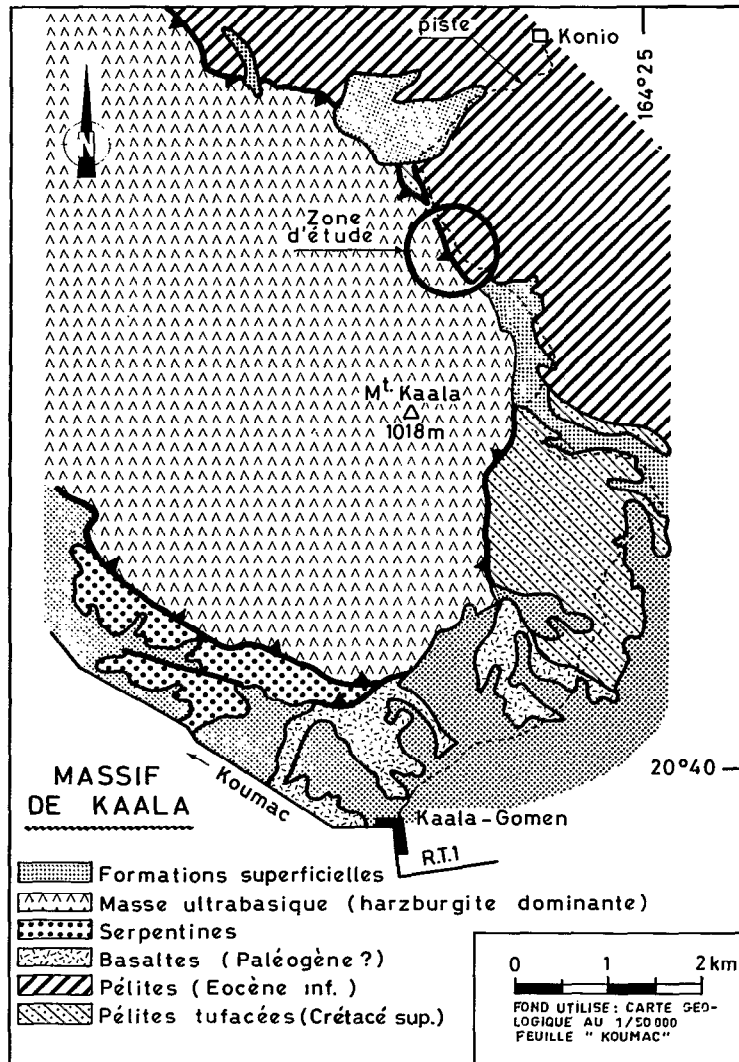 piste
Konio
164°25
N
Zone
d'étude
Mt. Kaala
1018m
20°40
MASSIF
DE KAALA
Koumac
Kaala-Gomen
R.T.1
Formations superficielles
Masse ultrabasique (harzburgite dominante)
Serpentines
Basaltes (Paléogène ?)
Pélites (Eocène inf.)
Pélites tufacées (Crétacé sup.)
0 1 2 km
FOND UTILISE : CARTE GEO-
LOGIQUE AU 1/50 000
FEUILLE " KOUMAC"